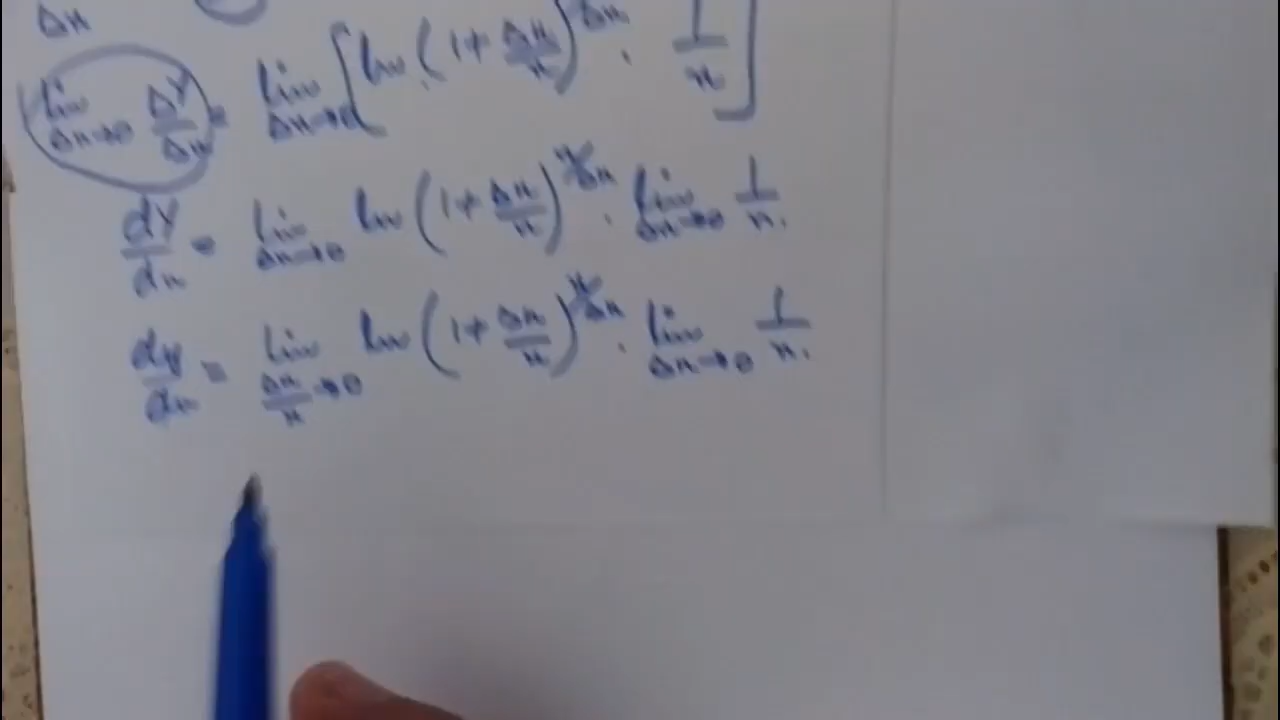 Δx
lim Δx→0 ΔY/Δx = lim Δx→0 [ln (1+ Δx/x)^x/Δx . 1/x]
dY/dx = lim Δx→0 ln (1+ Δx/x)^x/Δx . lim Δx→0 1/x.
dy/dx = lim Δx/x→0 ln (1+ Δx/x)^x/Δx . lim Δx→0 1/x.